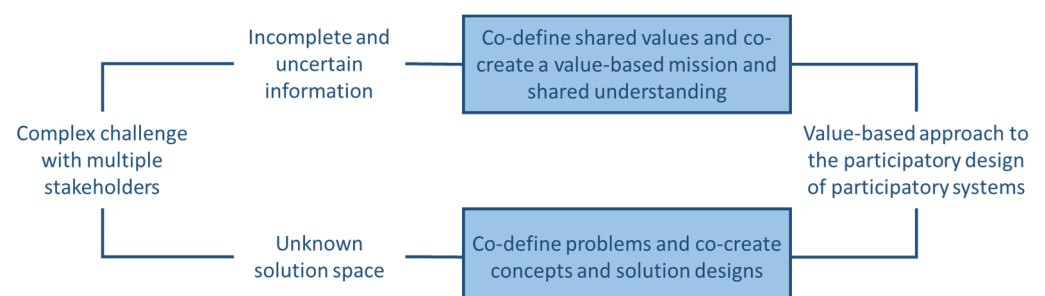 Incomplete and
uncertain
information
Co-define shared values and co-
create a value-based mission and
shared understanding
Complex challenge
with multiple
stakeholders
Value-based approach to
the participatory design
of participatory systems
Unknown
solution space
Co-define problems and co-create
concepts and solution designs